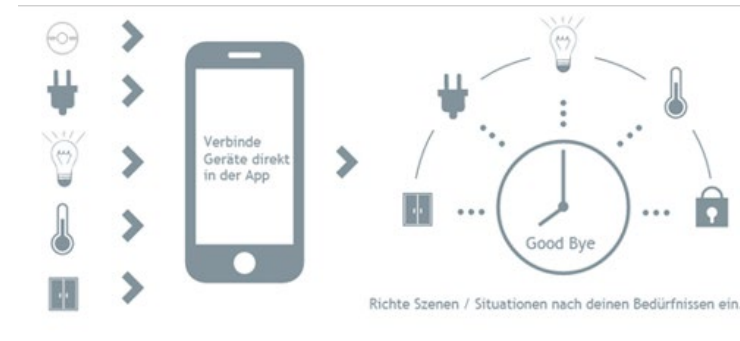 Verbinde
Geräte direkt
in der App
Good Bye
Richte Szenen / Situationen nach deinen Bedürfnissen ein.